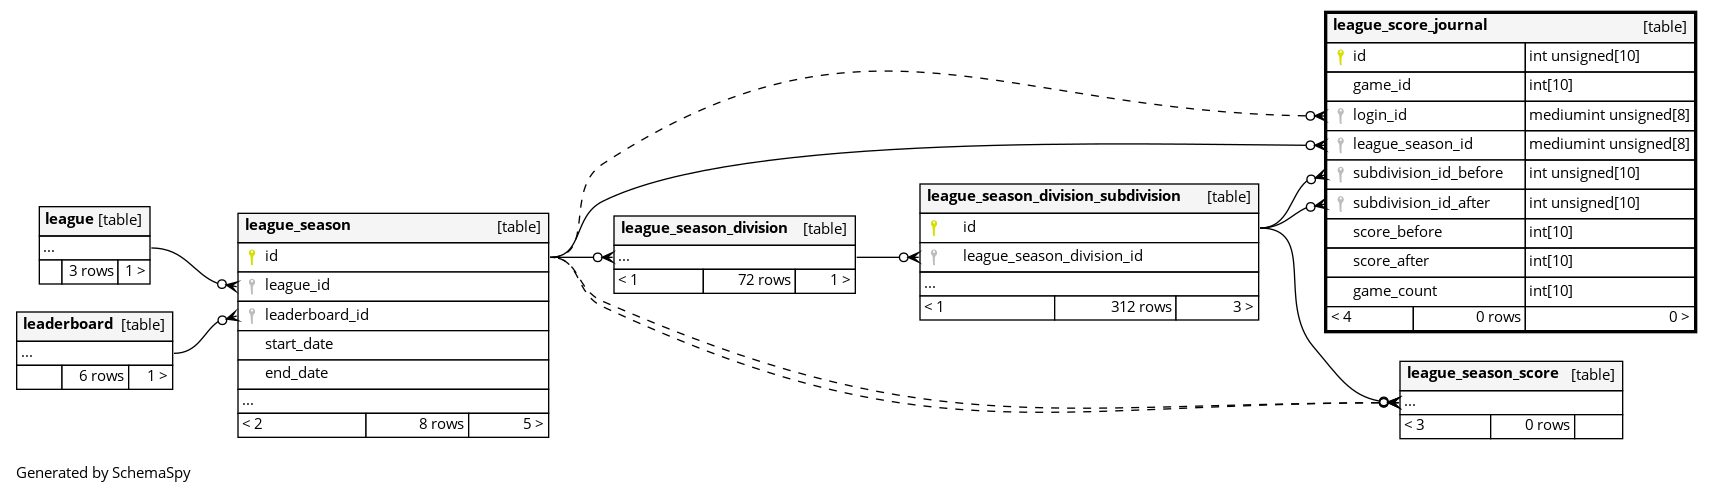 league [table]
...
3 rows 1 >
leaderboard [table]
...
6 rows 1 >
league_season [table]
id
league_id
leaderboard_id
start_date
end_date
...
< 2 8 rows 5 >
league_season_division [table]
...
< 1 72 rows 1 >
league_season_division_subdivision [table]
id
league_season_division_id
...
< 1 312 rows 3 >
league_score_journal [table]
id int unsigned[10]
game_id int[10]
login_id mediumint unsigned[8]
league_season_id mediumint unsigned[8]
subdivision_id_before int unsigned[10]
subdivision_id_after int unsigned[10]
score_before int[10]
score_after int[10]
game_count int[10]
< 4 0 rows 0 >
league_season_score [table]
...
< 3 0 rows
Generated by SchemaSpy